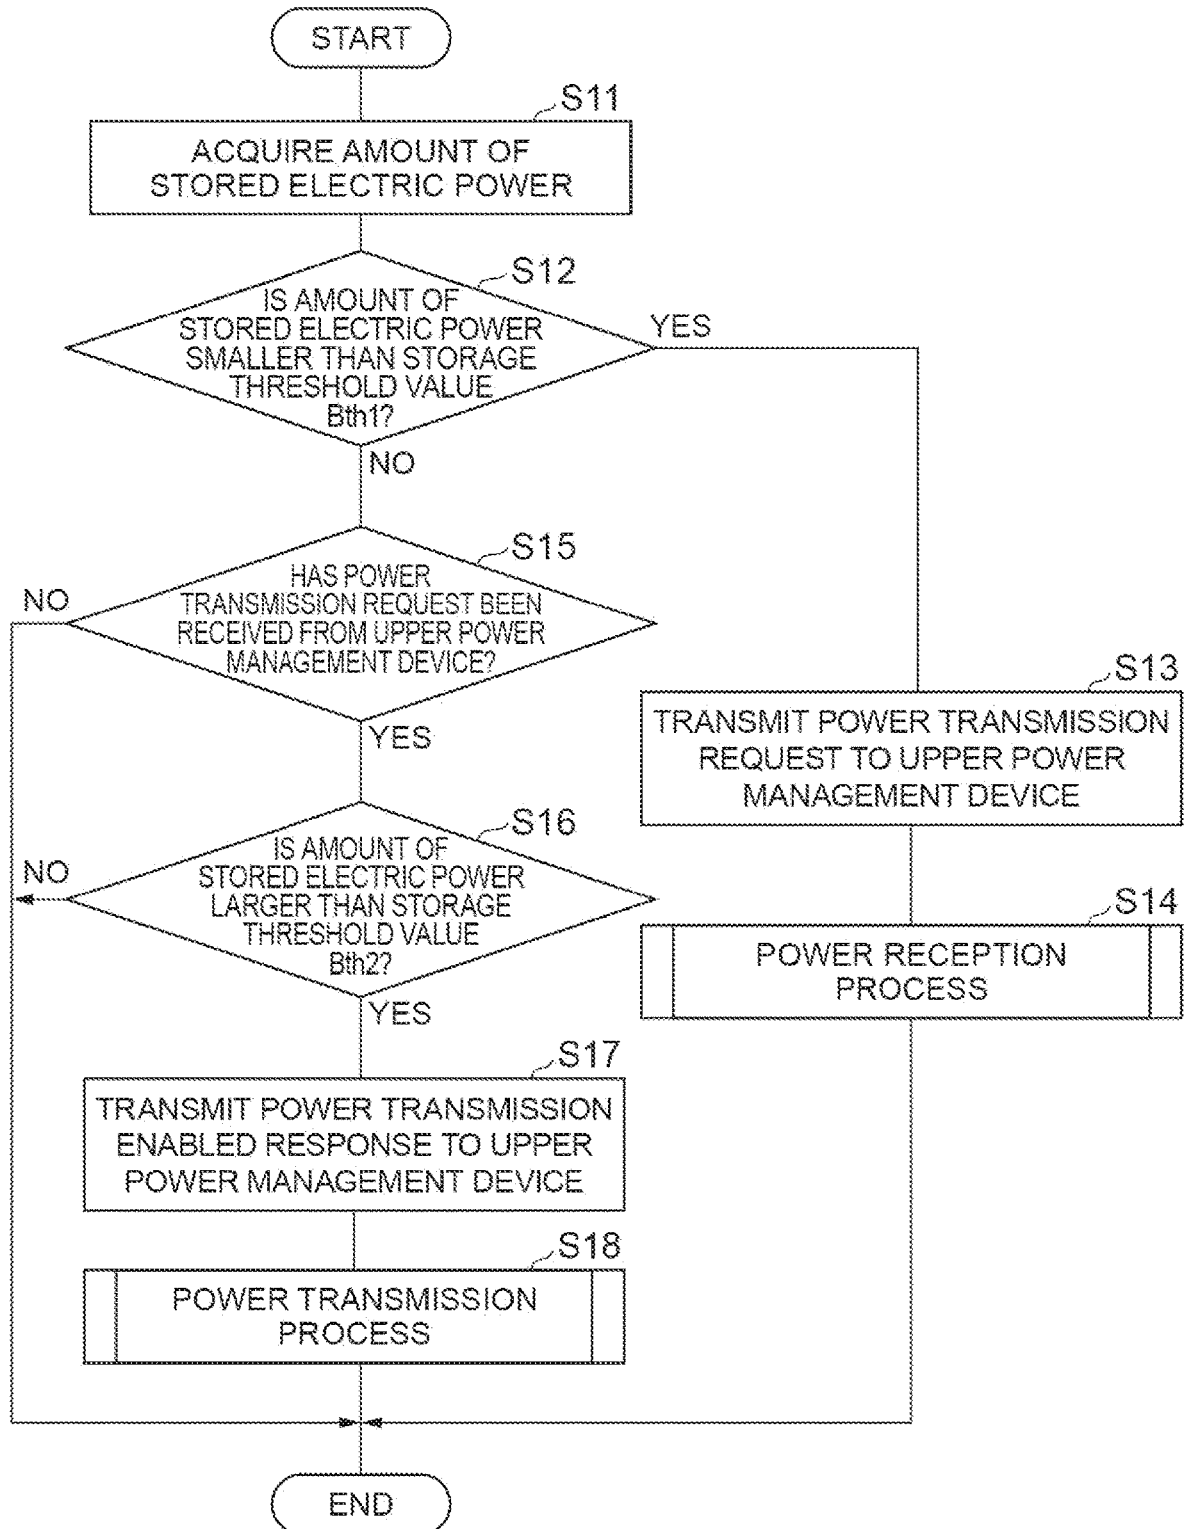 START
S11
ACQUIRE AMOUNT OF
STORED ELECTRIC POWER
S12
IS AMOUNT OF
STORED ELECTRIC POWER
SMALLER THAN STORAGE
THRESHOLD VALUE
Bth1?
YES
NO
S15
HAS POWER
TRANSMISSION REQUEST BEEN
RECEIVED FROM UPPER POWER
MANAGEMENT DEVICE?
NO
YES
S13
TRANSMIT POWER TRANSMISSION
REQUEST TO UPPER POWER
MANAGEMENT DEVICE
S16
IS AMOUNT OF
STORED ELECTRIC POWER
LARGER THAN STORAGE
THRESHOLD VALUE
Bth2?
NO
YES
S14
POWER RECEPTION
PROCESS
S17
TRANSMIT POWER TRANSMISSION
ENABLED RESPONSE TO UPPER
POWER MANAGEMENT DEVICE
S18
POWER TRANSMISSION
PROCESS
END